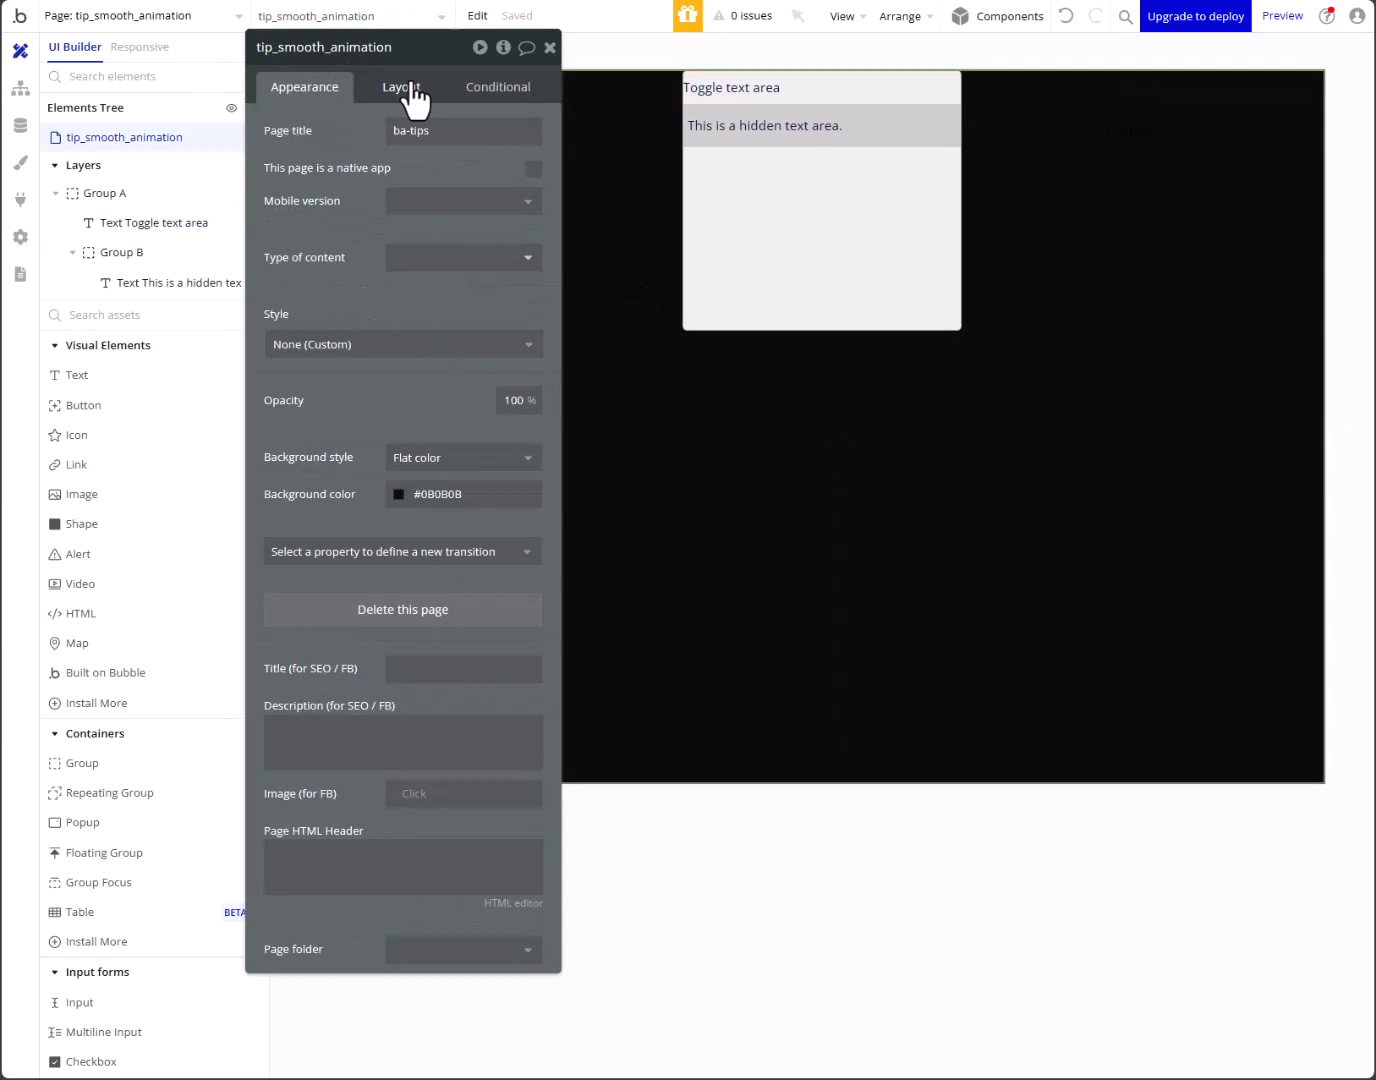 b
Page: tip_smooth_animation
tip_smooth_animation
Edit
Saved
0 issues
View
Arrange
Components
Upgrade to deploy
Preview
UI Builder
Responsive
Search elements
Elements Tree
tip_smooth_animation
Layers
Group A
Text Toggle text area
Group B
Text This is a hidden tex
Search assets
Visual Elements
Text
Button
Icon
Link
Image
Shape
Alert
Video
HTML
Map
Built on Bubble
Install More
Containers
Group
Repeating Group
Popup
Floating Group
Group Focus
Table
BETA
Install More
Input forms
Input
Multiline Input
Checkbox
tip_smooth_animation
Appearance
Layout
Conditional
Page title
ba-tips
This page is a native app
Mobile version
Type of content
Style
None (Custom)
Opacity
100 %
Background style
Flat color
Background color
#0B0B0B
Select a property to define a new transition
Delete this page
Title (for SEO / FB)
Description (for SEO / FB)
Image (for FB)
Click
Page HTML Header
HTML editor
Page folder
Toggle text area
This is a hidden text area.